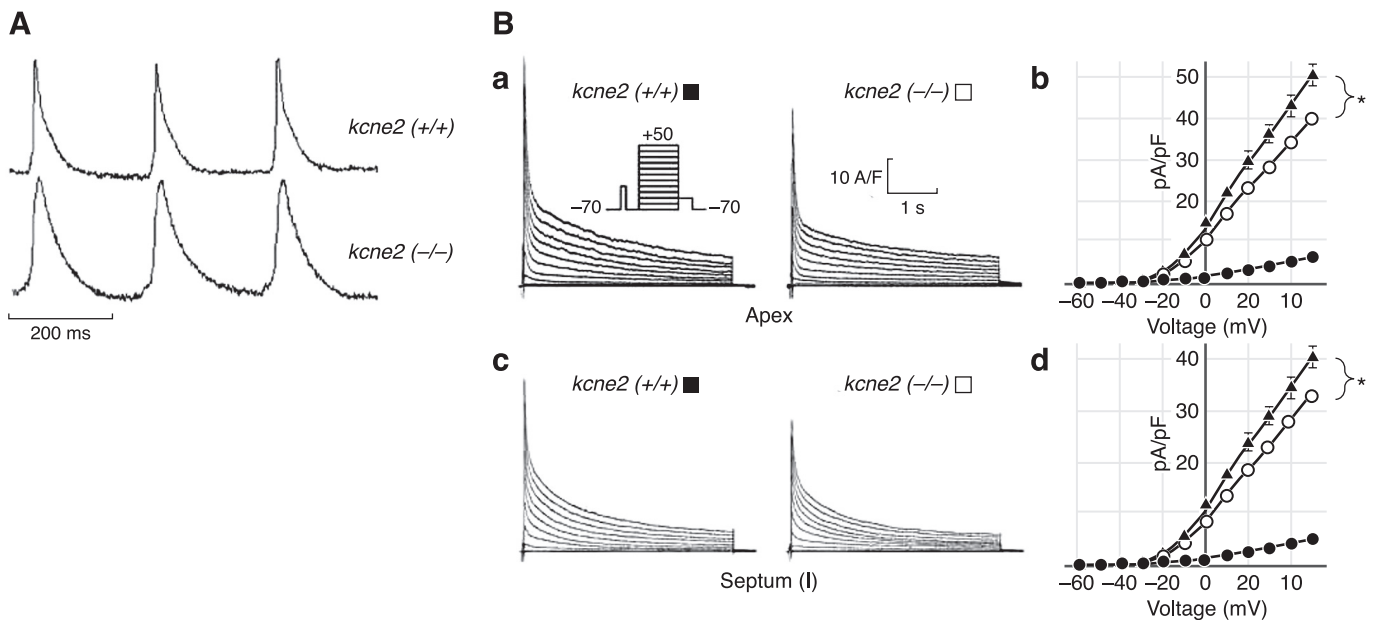 A
kcne2 (+/+)
kcne2 (–/–)
200 ms
B
a
kcne2 (+/+)
+50
–70
–70
kcne2 (–/–)
10 A/F
1 s
Apex
b
50
40
30
20
pA/pF
*
–60
–40
–20
0
20
10
Voltage (mV)
c
kcne2 (+/+)
kcne2 (–/–)
Septum (I)
d
40
30
20
pA/pF
*
–60
–40
–20
0
20
10
Voltage (mV)